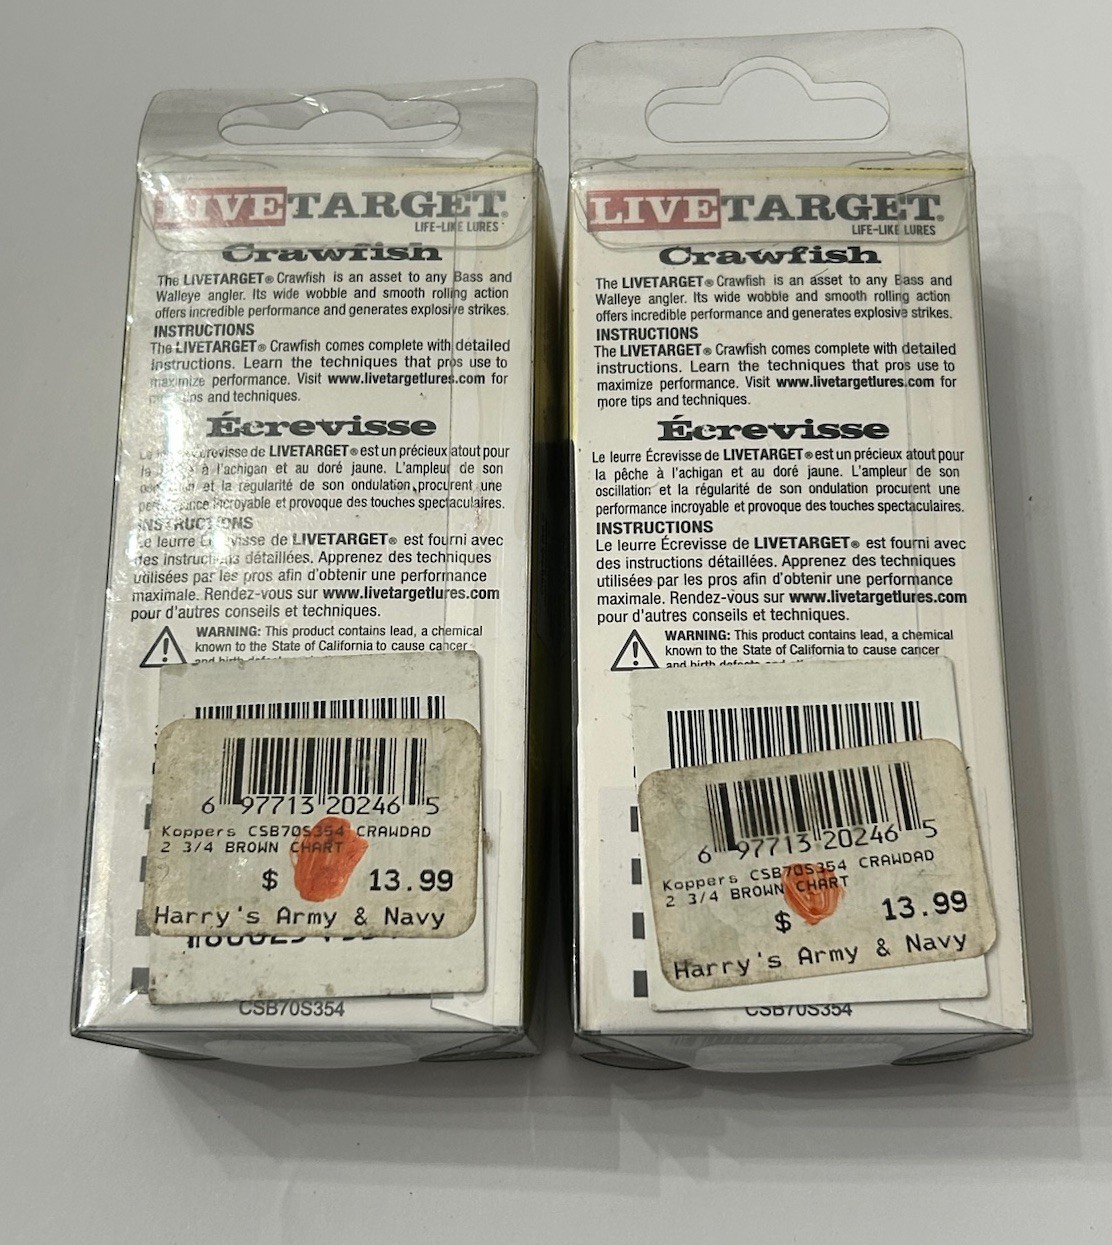 LIVETARGET®
LIFE-LIKE LURES
Crawfish
The LIVETARGET® Crawfish is an asset to any Bass and
Walleye angler. Its wide wobble and smooth rolling action
offers incredible performance and generates explosive strikes.
INSTRUCTIONS
The LIVETARGET® Crawfish comes complete with detailed
instructions. Learn the techniques that pros use to
maximize performance. Visit www.livetargetlures.com for
tips and techniques.
Écrevisse
Écrevisse de LIVETARGET® est un précieux atout pour
à l'achigan et au doré jaune. L'ampleur de son
et la régularité de son ondulation procurent une
incroyable et provoque des touches spectaculaires.
INSTRUCTIONS
Le leurre Écrevisse de LIVETARGET® est fourni avec
des instructions détaillées. Apprenez des techniques
utilisées par les pros afin d'obtenir une performance
maximale. Rendez-vous sur www.livetargetlures.com
pour d'autres conseils et techniques.
WARNING: This product contains lead, a chemical
known to the State of California to cause cancer
and birth
6 97713 20246 5
Koppers CSB70S354 CRAWDAD
2 3/4 BROWN CHART
$ 13.99
Harry's Army & Navy
CSB70S354
LIVETARGET®
LIFE-LIKE LURES
Crawfish
The LIVETARGET® Crawfish is an asset to any Bass and
Walleye angler. Its wide wobble and smooth rolling action
offers incredible performance and generates explosive strikes.
INSTRUCTIONS
The LIVETARGET® Crawfish comes complete with detailed
instructions. Learn the techniques that pros use to
maximize performance. Visit www.livetargetlures.com for
more tips and techniques.
Écrevisse
Le leurre Écrevisse de LIVETARGET® est un précieux atout pour
la pêche à l'achigan et au doré jaune. L'ampleur de son
oscillation et la régularité de son ondulation procurent une
performance incroyable et provoque des touches spectaculaires.
INSTRUCTIONS
Le leurre Écrevisse de LIVETARGET® est fourni avec
des instructions détaillées. Apprenez des techniques
utilisées par les pros afin d'obtenir une performance
maximale. Rendez-vous sur www.livetargetlures.com
pour d'autres conseils et techniques.
WARNING: This product contains lead, a chemical
known to the State of California to cause cancer
and birth defects
6 97713 20246 5
Koppers CSB70S354 CRAWDAD
2 3/4 BROWN CHART
$ 13.99
Harry's Army & Navy
CSB70S354